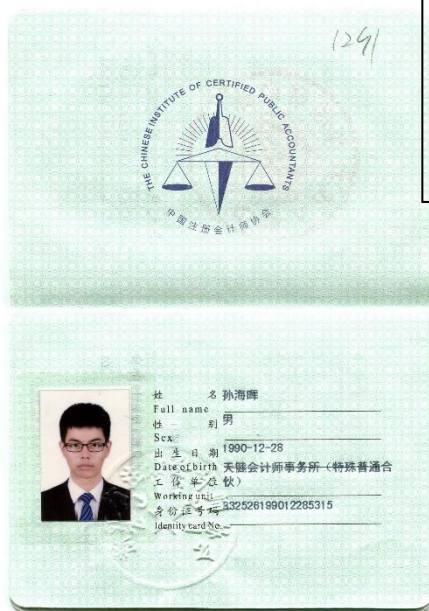 1291
THE CHINESE INSTITUTE OF CERTIFIED PUBLIC ACCOUNTANTS
中国注册会计师协会
姓 名 孙海晖
Full name
性 别 男
Sex
出生日期 1990-12-28
Date of birth
工作单位 天健会计师事务所（特殊普通合
伙）
Working unit
身份证号码 332526199012285315
Identity card No.